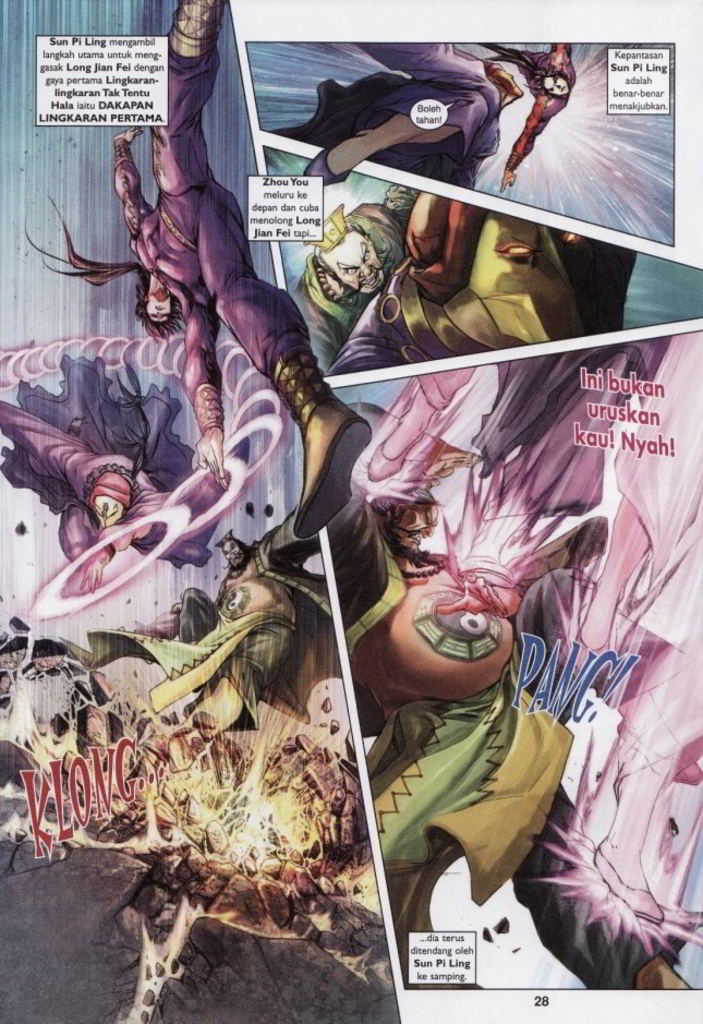 Sun Pi Ling mengambil
langkah utama untuk meng-
gasak Long Jian Fei dengan
gaya pertama Lingkaran-
lingkaran Tak Tentu
Hala iaitu DAKAPAN
LINGKARAN PERTAMA.
Boleh
tahan!
Kepantasan
Sun Pi Ling
adalah
benar-benar
menakjubkan.
Zhou You
meluru ke
depan dan cuba
menolong Long
Jian Fei tapi...
Ini bukan
uruskan
kau! Nyah!
PANG!
KLONG...
...dia terus
ditendang oleh
Sun Pi Ling
ke samping.
28
28